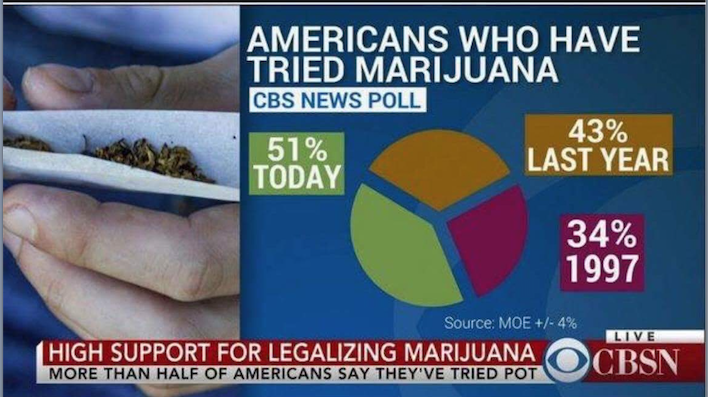 AMERICANS WHO HAVE
TRIED MARIJUANA
CBS NEWS POLL
51%
TODAY
43%
LAST YEAR
34%
1997
Source: MOE +/- 4%
LIVE
HIGH SUPPORT FOR LEGALIZING MARIJUANA
MORE THAN HALF OF AMERICANS SAY THEY'VE TRIED POT
CBSN